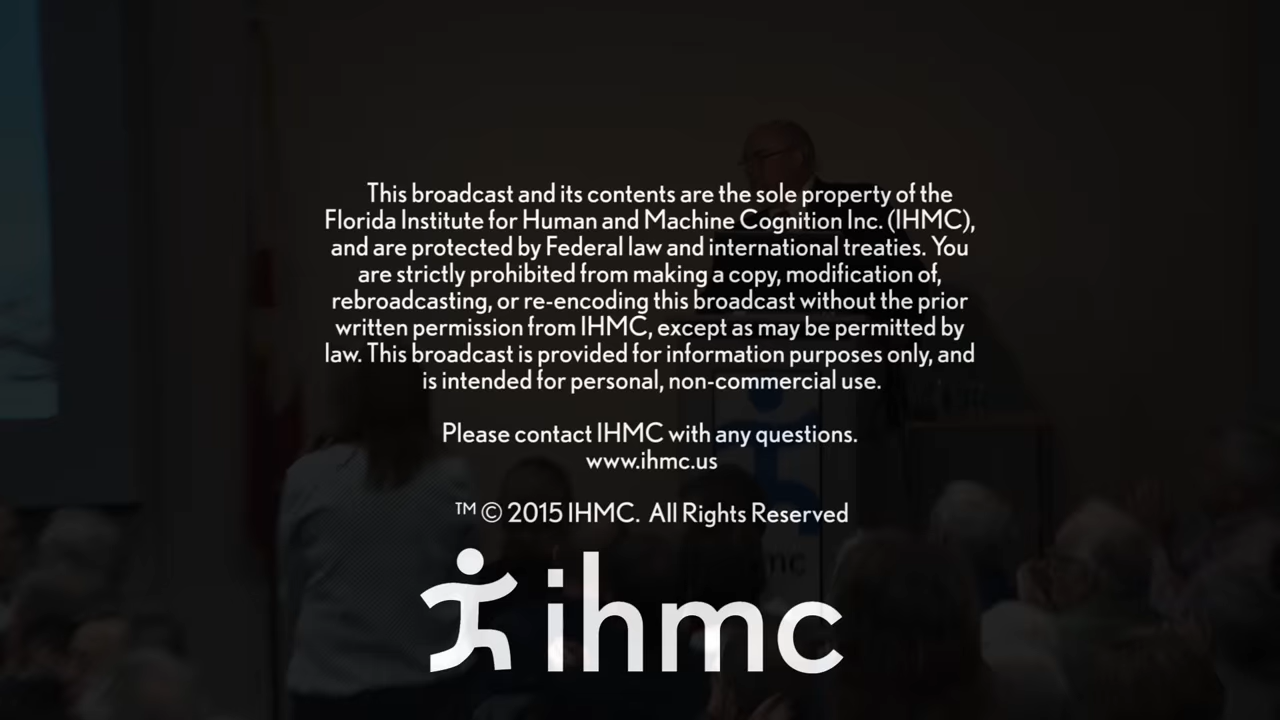 This broadcast and its contents are the sole property of the
Florida Institute for Human and Machine Cognition Inc. (IHMC),
and are protected by Federal law and international treaties. You
are strictly prohibited from making a copy, modification of,
rebroadcasting, or re-encoding this broadcast without the prior
written permission from IHMC, except as may be permitted by
law. This broadcast is provided for information purposes only, and
is intended for personal, non-commercial use.
Please contact IHMC with any questions.
www.ihmc.us
™ © 2015 IHMC. All Rights Reserved
ihmc